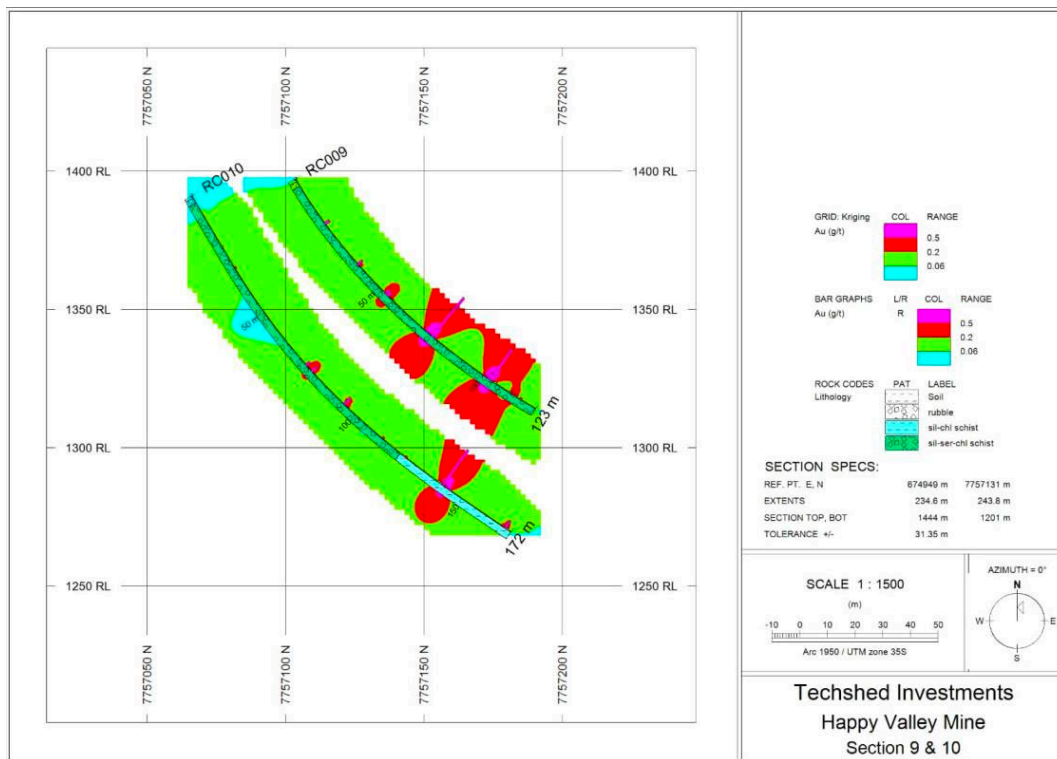 7757050 N
7757100 N
7757150 N
7757200 N
1400 RL
1400 RL
RC010
RC009
50 m
1350 RL
1350 RL
50 m
100
123 m
1300 RL
1300 RL
150
172 m
1250 RL
1250 RL
7757050 N
7757100 N
7757150 N
7757200 N
GRID: Kriging COL RANGE
Au (g/t)
0.5
0.2
0.06
BAR GRAPHS L/R COL RANGE
Au (g/t) R
0.5
0.2
0.06
ROCK CODES PAT LABEL
Lithology Soil
rubble
sil-chl schist
sil-ser-chl schist
SECTION SPECS:
REF. PT. E, N 674949 m 7757131 m
EXTENTS 234.6 m 243.8 m
SECTION TOP, BOT 1444 m 1201 m
TOLERANCE +/- 31.35 m
SCALE 1 : 1500
(m)
-10 0 10 20 30 40 50
Arc 1950 / UTM zone 35S
AZIMUTH = 0°
N
W E
S
Techshed Investments
Happy Valley Mine
Section 9 & 10